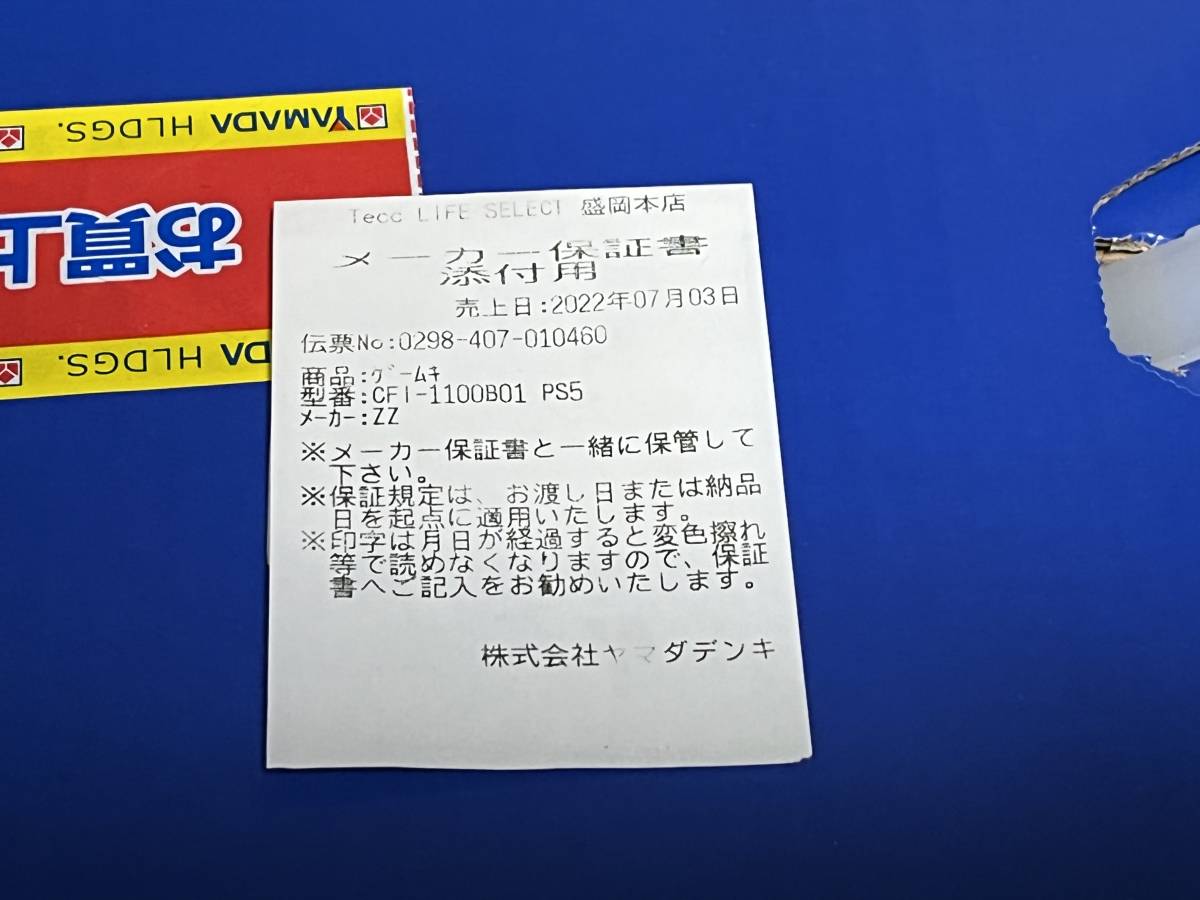 YAMADA HLDGS.
お買上
YAMADA HLDGS.
Tecc LIFE SELECT 盛岡本店
メーカー保証書
添付用
売上日:2022年07月03日
伝票No:0298-407-010460
商品:ゲームキ
型番:CFI-1100B01 PS5
メーカー:ZZ
※メーカー保証書と一緒に保管して
下さい。
※保証規定は、お渡し日または納品
日を起点に適用いたします。
※印字は月日が経過すると変色擦れ
等で読めなくなりますので、保証
書へご記入をお勧めいたします。
株式会社ヤマダデンキ